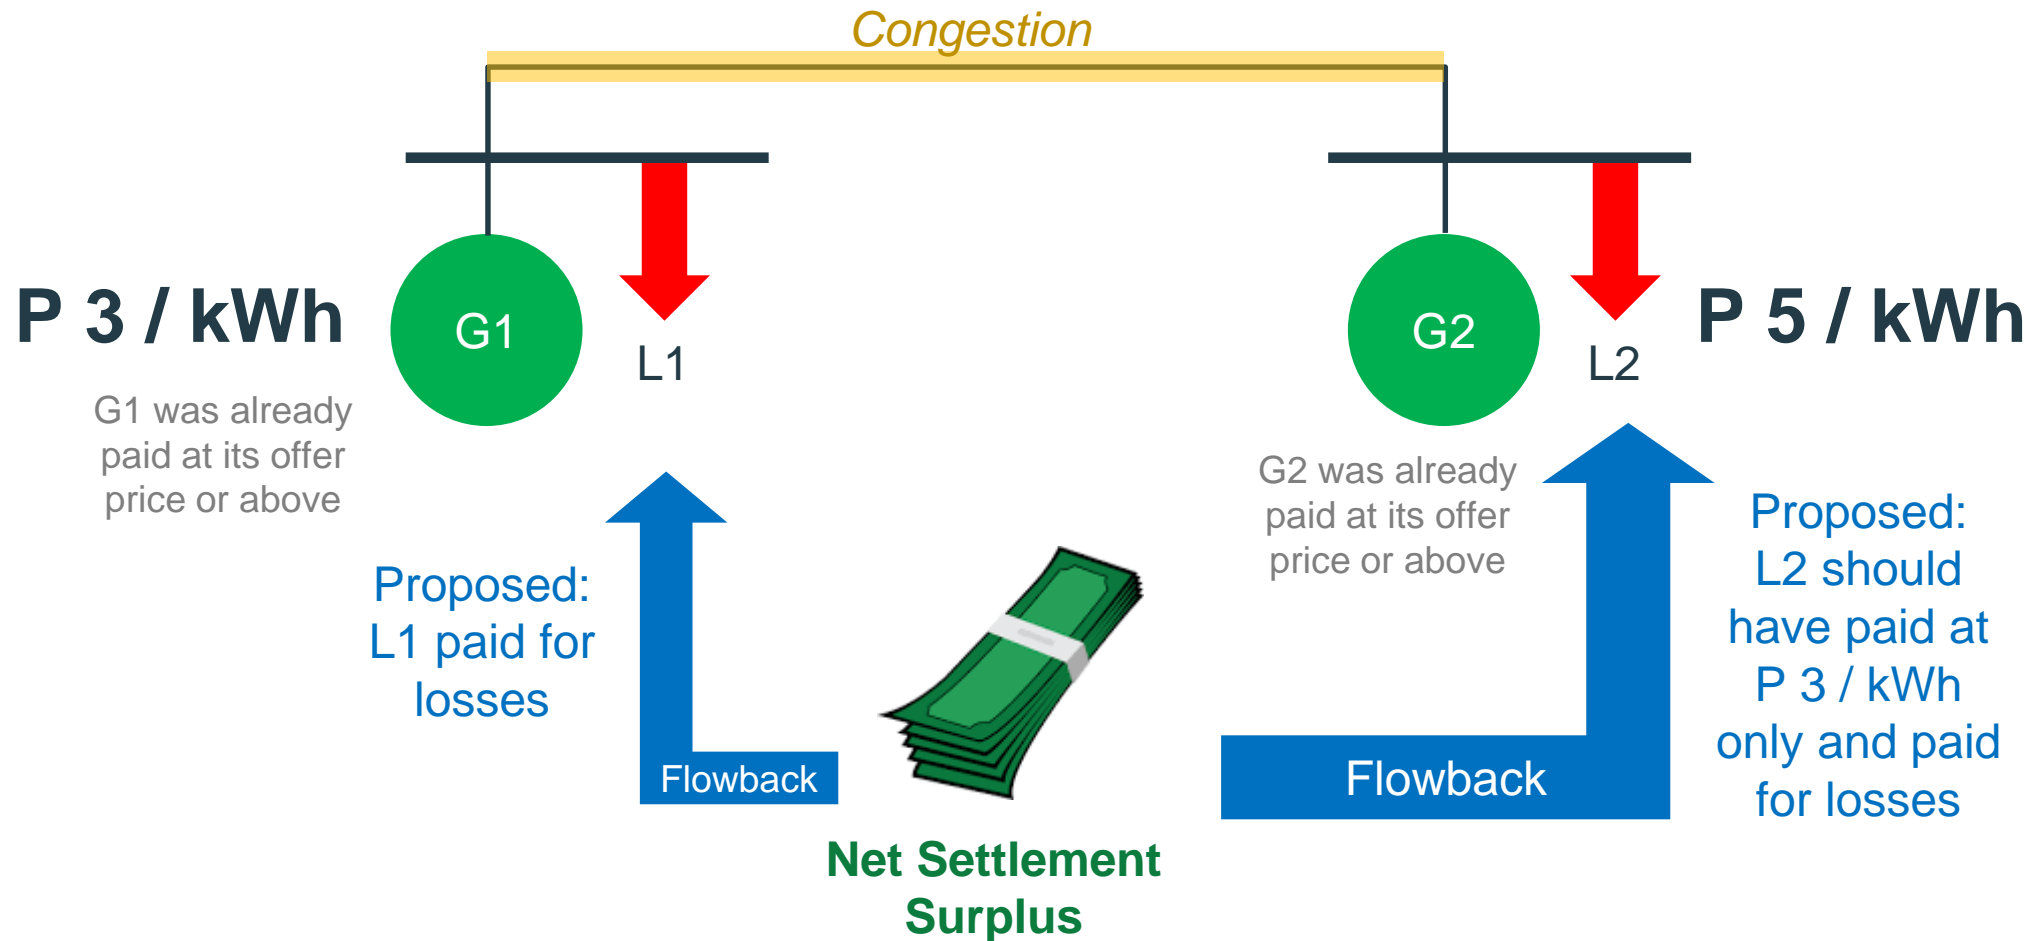 Congestion
P 3 / kWh
G1
L1
G1 was already
paid at its offer
price or above
G2
L2
P 5 / kWh
G2 was already
paid at its offer
price or above
Proposed:
L1 paid for
losses
Flowback
Net Settlement
Surplus
Flowback
Proposed:
L2 should
have paid at
P 3 / kWh
only and paid
for losses